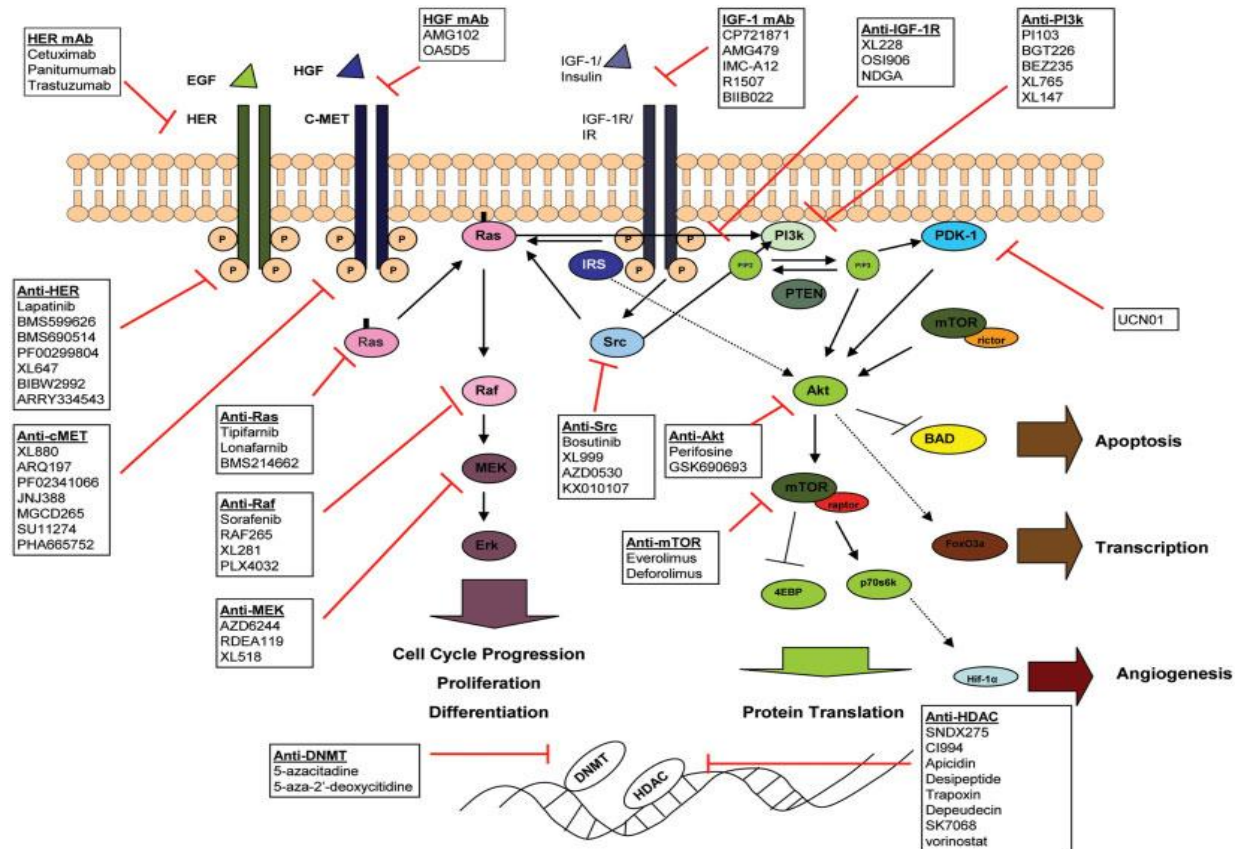 HER mAb
Cetuximab
Panitumumab
Trastuzumab
EGF
HER
HGF
C-MET
HGF mAb
AMG102
OA5D5
IGF-1/
Insulin
IGF-1R/
IR
IGF-1 mAb
CP721871
AMG479
IMC-A12
R1507
BIIB022
Anti-IGF-1R
XL228
OSI906
NDGA
Anti-PI3k
PI103
BGT226
BEZ235
XL765
XL147
P P P P
P P P P
P P P P
Ras
IRS
PI3k
PDK-1
PIP2
PIP3
PTEN
Ras
Src
mTOR
rictor
UCN01
Anti-HER
Lapatinib
BMS599626
BMS690514
PF00299804
XL647
BIBW2992
ARRY334543
Raf
Akt
BAD
Apoptosis
Anti-cMET
XL880
ARQ197
PF02341066
JNJ388
MGCD265
SU11274
PHA665752
Anti-Ras
Tipifarnib
Lonafarnib
BMS214662
Anti-Src
Bosutinib
XL999
AZD0530
KX010107
Anti-Akt
Perifosine
GSK690693
MEK
mTOR
raptor
Anti-Raf
Sorafenib
RAF265
XL281
PLX4032
Erk
Anti-mTOR
Everolimus
Deforolimus
4EBP
p70s6k
FoxO3a
Transcription
Anti-MEK
AZD6244
RDEA119
XL518
Cell Cycle Progression
Proliferation
Differentiation
Protein Translation
Hif-1α
Angiogenesis
Anti-DNMT
5-azacitadine
5-aza-2'-deoxycitidine
DNMT
HDAC
Anti-HDAC
SNDX275
CI994
Apicidin
Desipeptide
Trapoxin
Depeudecin
SK7068
vorinostat